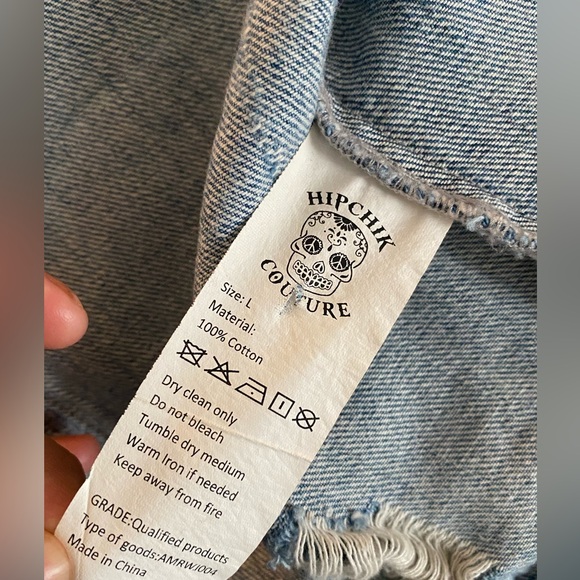 HIPCHIK
COUTURE
Size: L
Material:
100% Cotton
Dry clean only
Do not bleach
Tumble dry medium
Warm Iron if needed
Keep away from fire
GRADE:Qualified products
Type of goods:AMRWJ004
Made in China